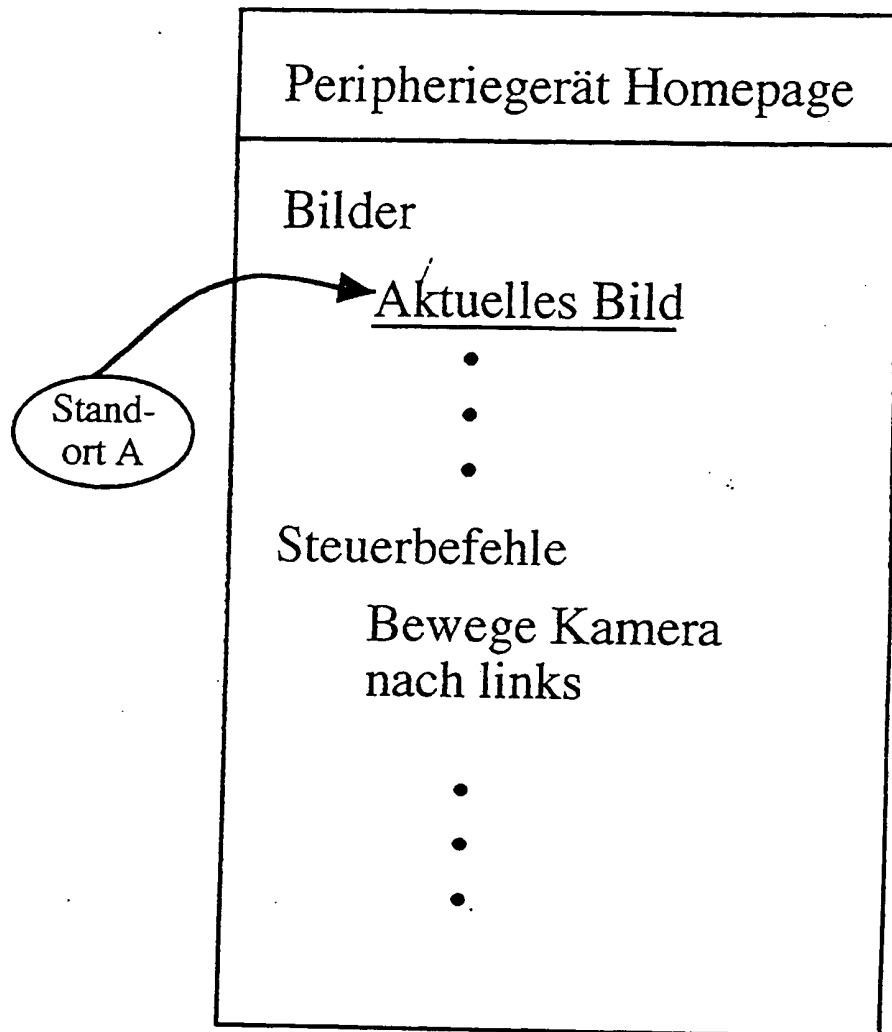 Peripheriegerät Homepage
Bilder
Aktuelles Bild
Stand-
ort A
Steuerbefehle
Bewege Kamera
nach links